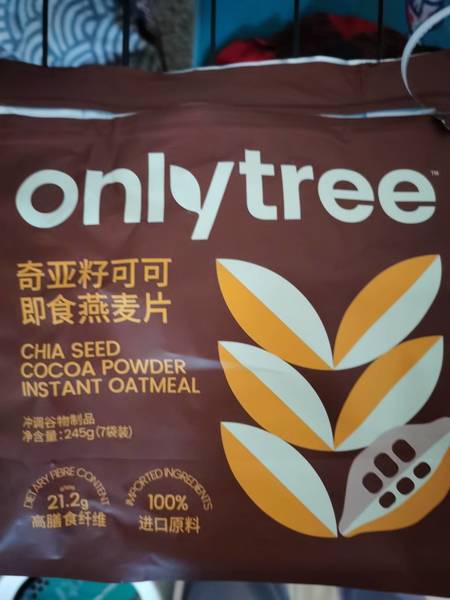 onlytree™
奇亚籽可可
即食燕麦片
CHIA SEED
COCOA POWDER
INSTANT OATMEAL
冲调谷物制品
净含量:245g(7袋装)
DIETARY FIBRE CONTENT
21.2g
高膳食纤维
IMPORTED INGREDIENTS
100%
进口原料